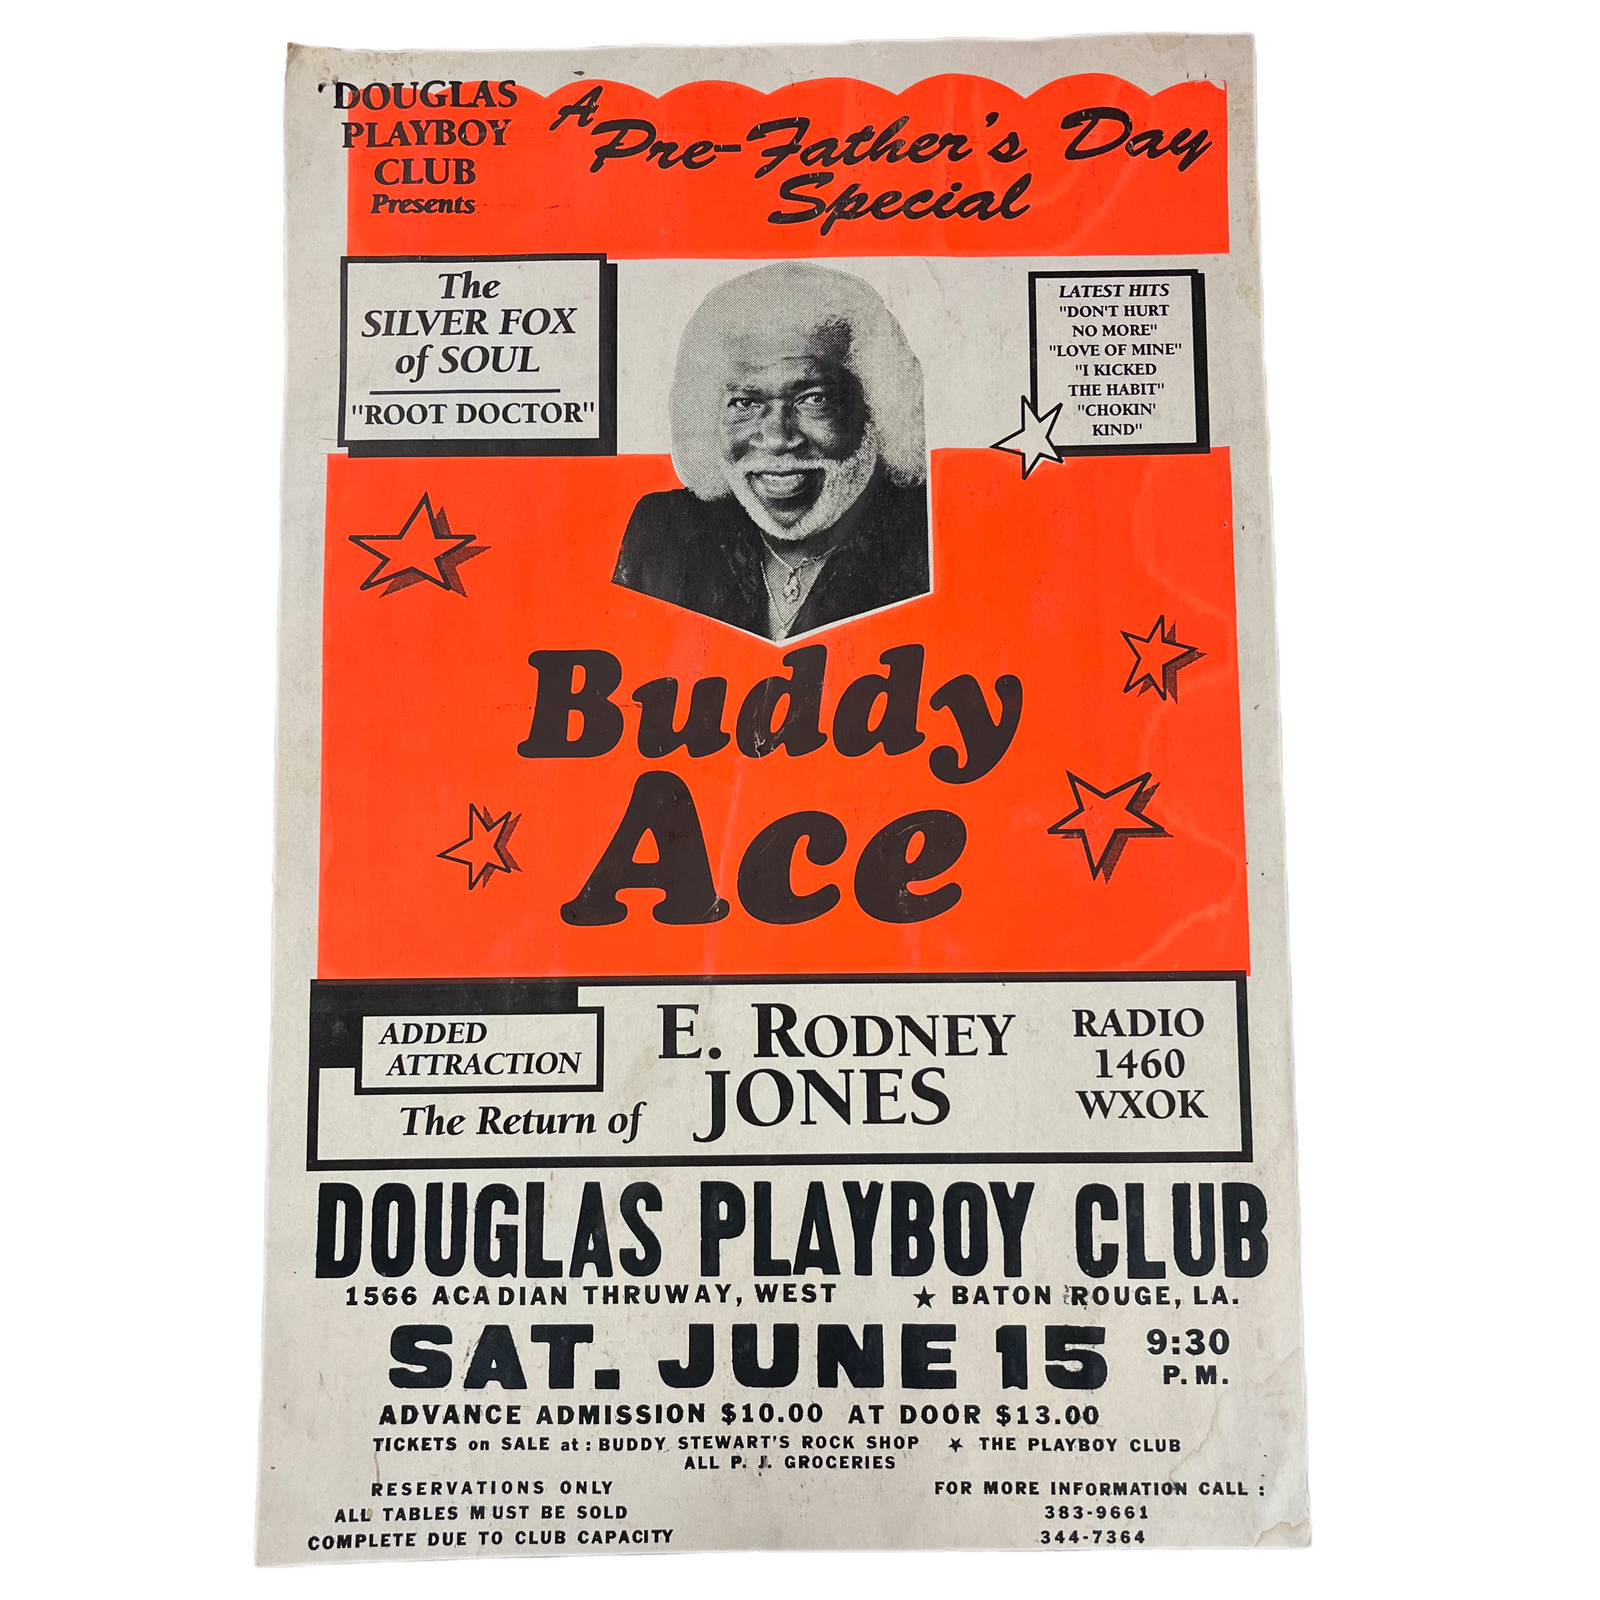 DOUGLAS
PLAYBOY
CLUB
Presents
A
Pre-Father's Day
Special
The
SILVER FOX
of SOUL
"ROOT DOCTOR"
LATEST HITS
"DON'T HURT
NO MORE"
"LOVE OF MINE"
"I KICKED
THE HABIT"
"CHOKIN'
KIND"
Buddy
Ace
ADDED
ATTRACTION
The Return of
E. RODNEY
JONES
RADIO
1460
WXOK
DOUGLAS PLAYBOY CLUB
1566 ACADIAN THRUWAY, WEST ★ BATON ROUGE, LA.
SAT. JUNE 15 9:30
P.M.
ADVANCE ADMISSION $10.00 AT DOOR $13.00
TICKETS on SALE at: BUDDY STEWART'S ROCK SHOP ★ THE PLAYBOY CLUB
ALL P. J. GROCERIES
RESERVATIONS ONLY
ALL TABLES MUST BE SOLD
COMPLETE DUE TO CLUB CAPACITY
FOR MORE INFORMATION CALL :
383-9661
344-7364